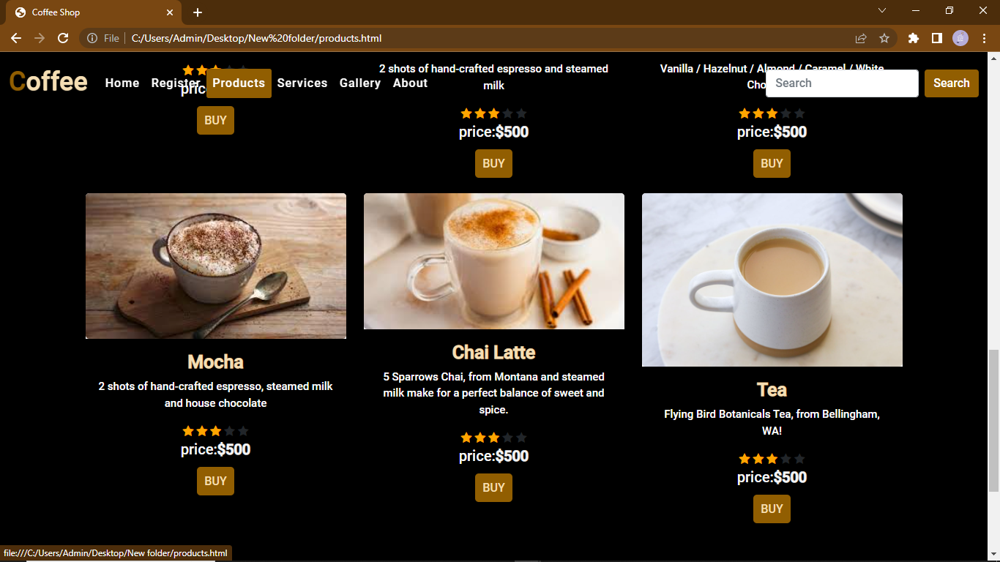 Coffee Shop
File
C:/Users/Admin/Desktop/New%20folder/products.html
Coffee
Home
Register
Products
Services
Gallery
About
Search
Search
BUY
2 shots of hand-crafted espresso and steamed
milk
price:$500
BUY
Vanilla / Hazelnut / Almond / Caramel / White
price:$500
BUY
Mocha
2 shots of hand-crafted espresso, steamed milk
and house chocolate
price:$500
BUY
Chai Latte
5 Sparrows Chai, from Montana and steamed
milk make for a perfect balance of sweet and
spice.
price:$500
BUY
Tea
Flying Bird Botanicals Tea, from Bellingham,
WA!
price:$500
BUY
file:///C:/Users/Admin/Desktop/New folder/products.html